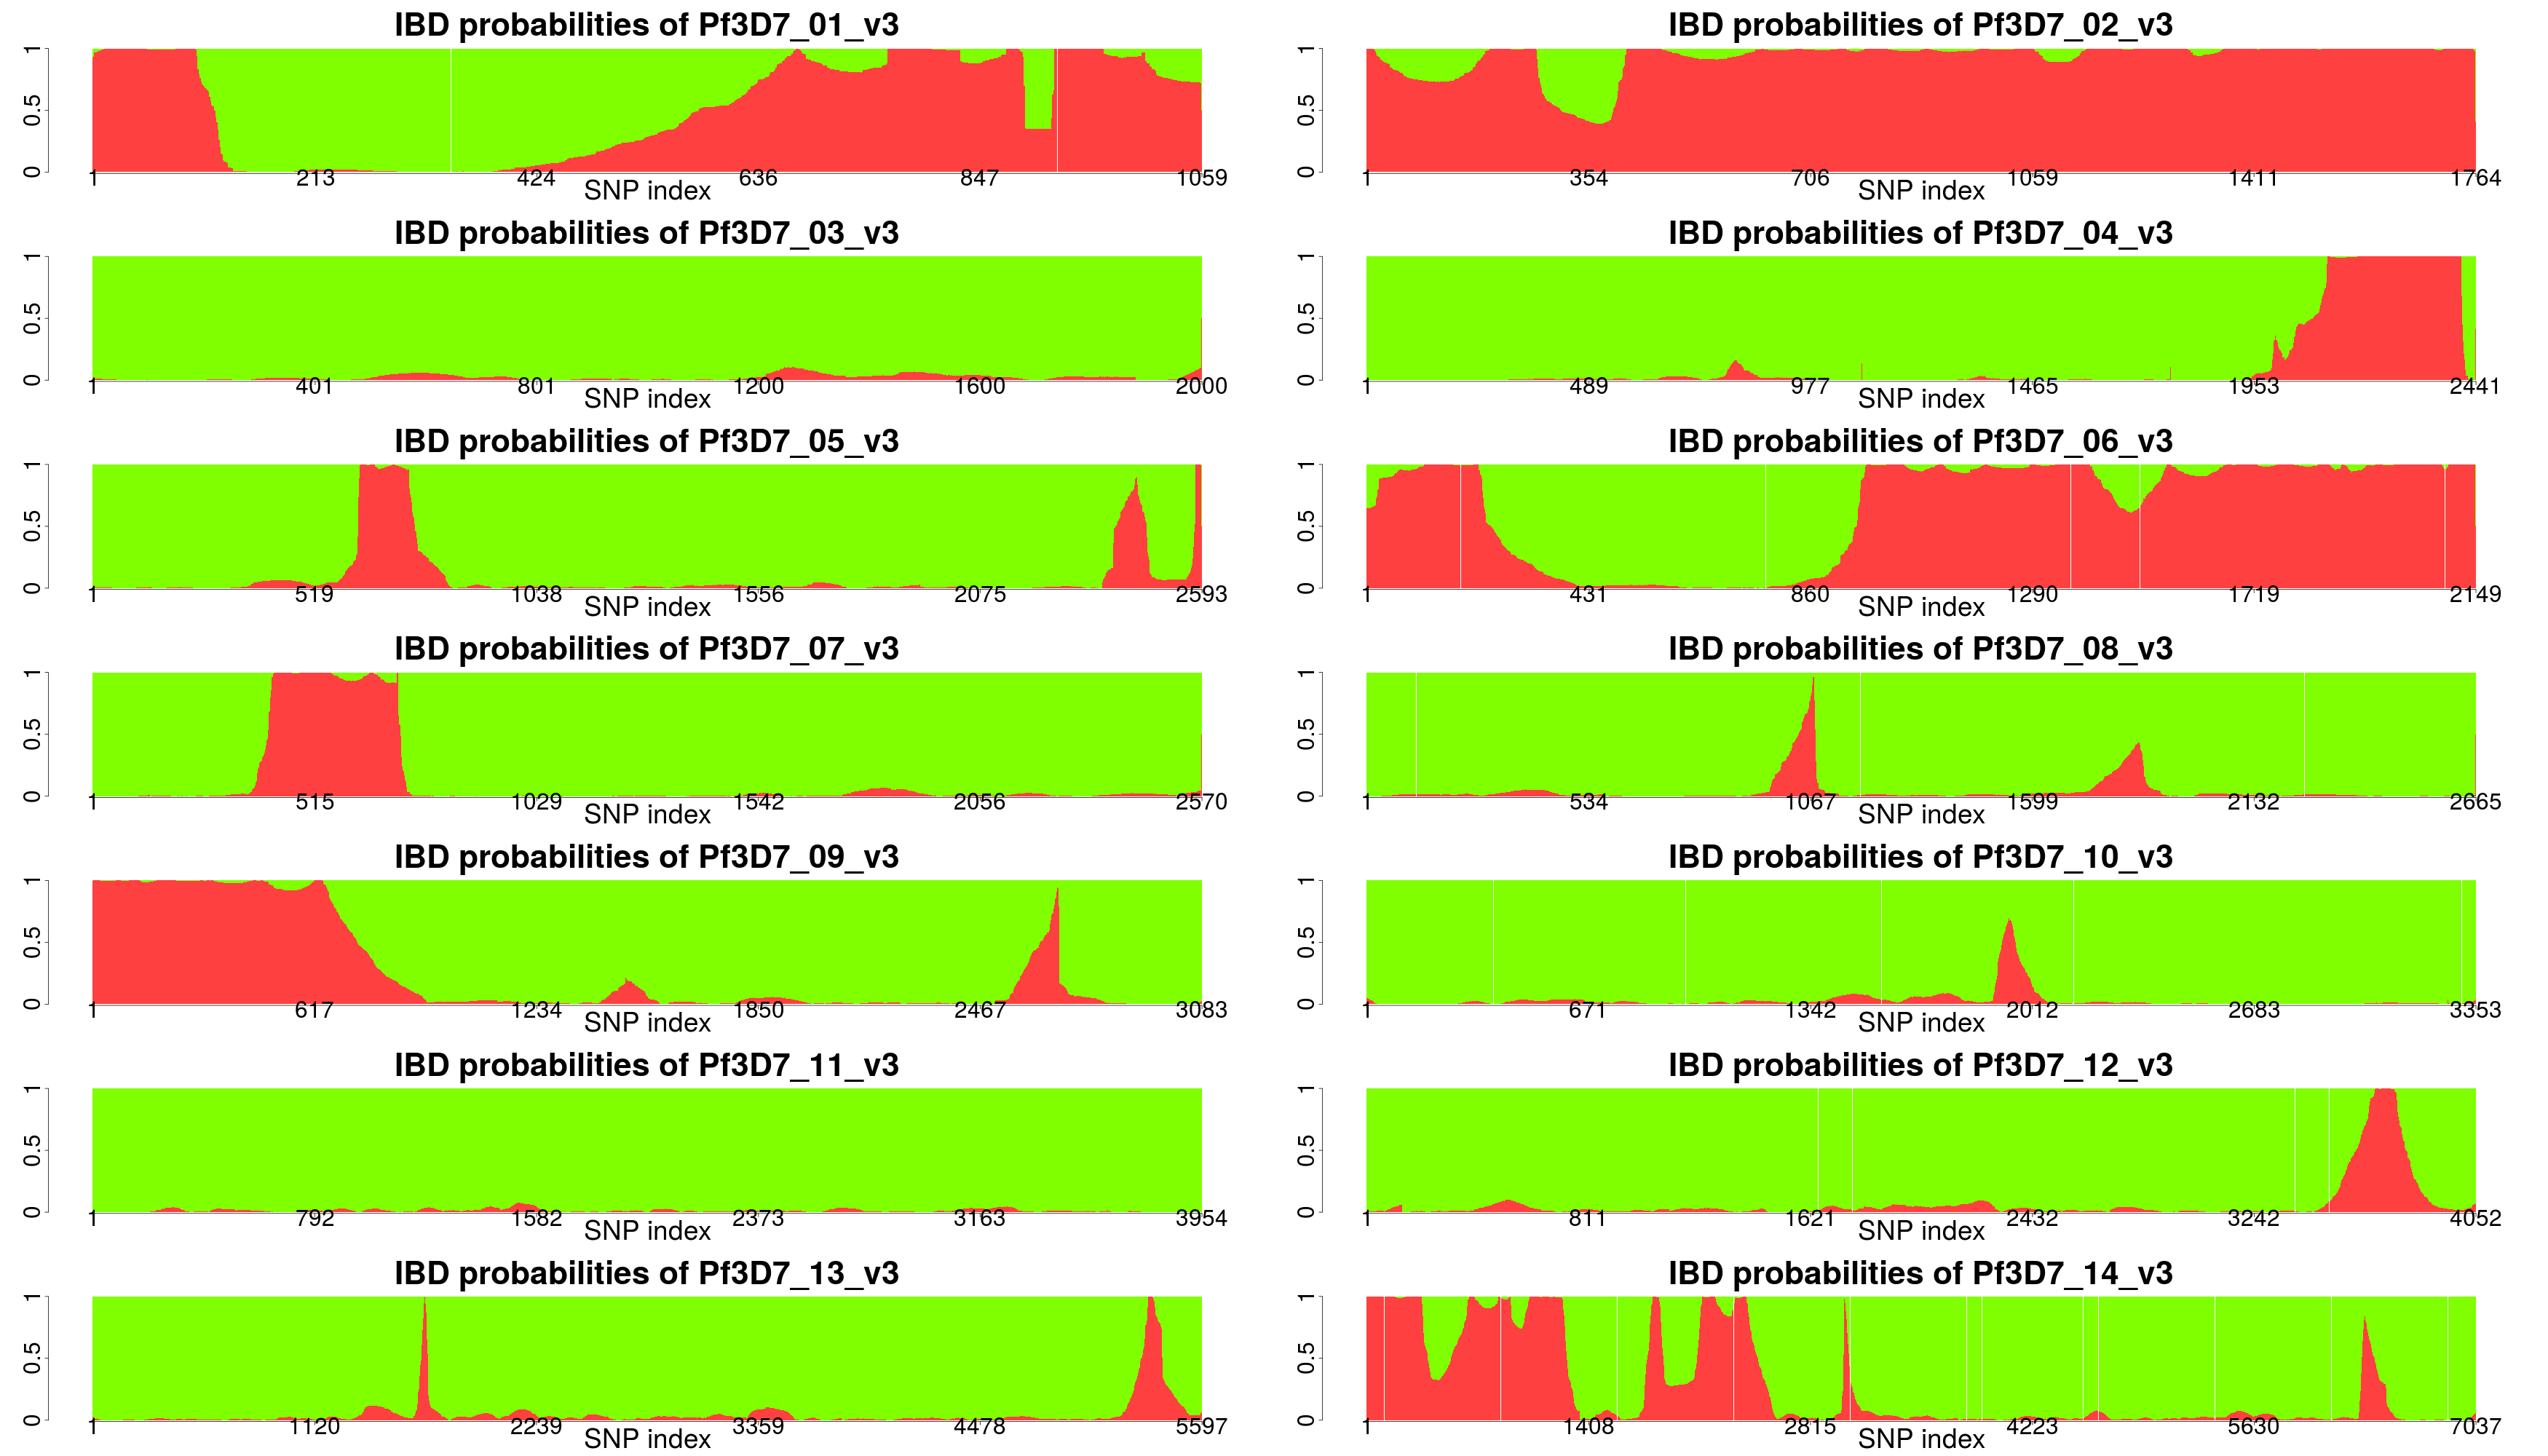 IBD probabilities of Pf3D7_01_v3
0 0.5 1
1 213 424 636 847 1059
SNP index
IBD probabilities of Pf3D7_02_v3
0 0.5 1
1 354 706 1059 1411 1764
SNP index
IBD probabilities of Pf3D7_03_v3
0 0.5 1
1 401 801 1200 1600 2000
SNP index
IBD probabilities of Pf3D7_04_v3
0 0.5 1
1 489 977 1465 1953 2441
SNP index
IBD probabilities of Pf3D7_05_v3
0 0.5 1
1 519 1038 1556 2075 2593
SNP index
IBD probabilities of Pf3D7_06_v3
0 0.5 1
1 431 860 1290 1719 2149
SNP index
IBD probabilities of Pf3D7_07_v3
0 0.5 1
1 515 1029 1542 2056 2570
SNP index
IBD probabilities of Pf3D7_08_v3
0 0.5 1
1 534 1067 1599 2132 2665
SNP index
IBD probabilities of Pf3D7_09_v3
0 0.5 1
1 617 1234 1850 2467 3083
SNP index
IBD probabilities of Pf3D7_10_v3
0 0.5 1
1 671 1342 2012 2683 3353
SNP index
IBD probabilities of Pf3D7_11_v3
0 0.5 1
1 792 1582 2373 3163 3954
SNP index
IBD probabilities of Pf3D7_12_v3
0 0.5 1
1 811 1621 2432 3242 4052
SNP index
IBD probabilities of Pf3D7_13_v3
0 0.5 1
1 1120 2239 3359 4478 5597
SNP index
IBD probabilities of Pf3D7_14_v3
0 0.5 1
1 1408 2815 4223 5630 7037
SNP index